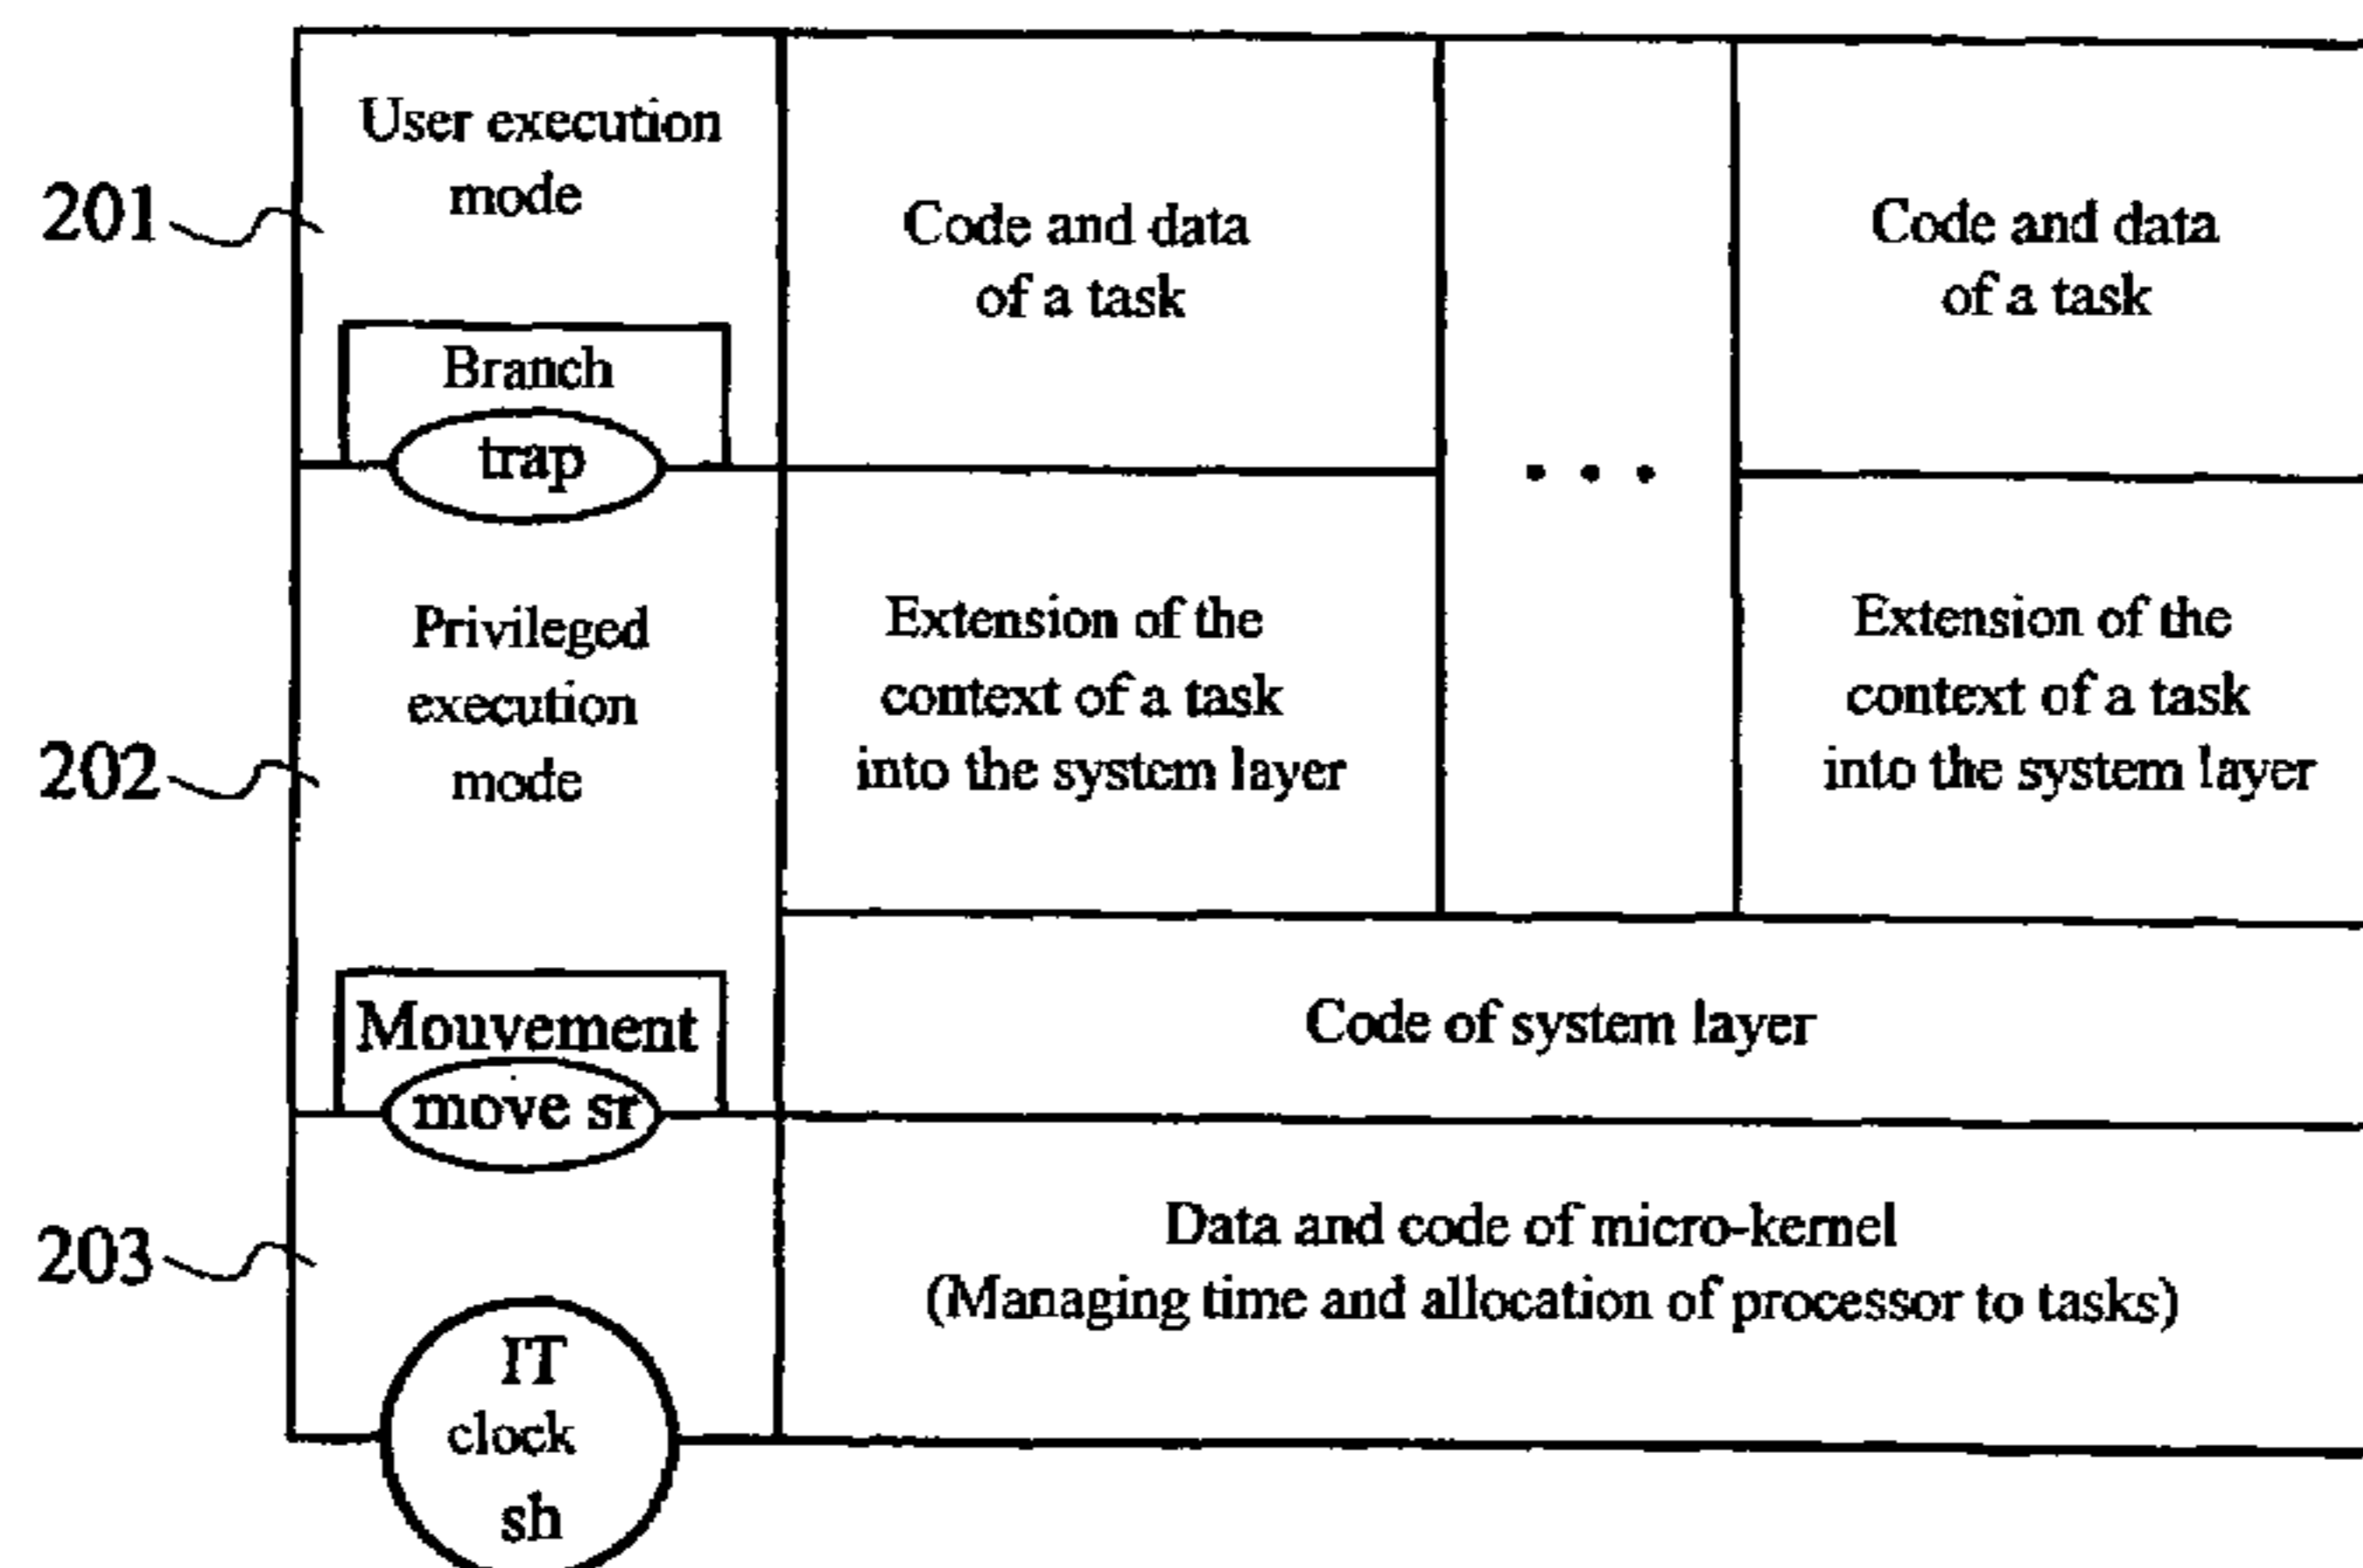 User execution
mode
201
Code and data
of a task
Code and data
of a task
Branch
trap
Privileged
execution
mode
202
Extension of the
context of a task
into the system layer
Extension of the
context of a task
into the system layer
Mouvement
move sr
Code of system layer
203
Data and code of micro-kernel
(Managing time and allocation of processor to tasks)
IT
clock
sh